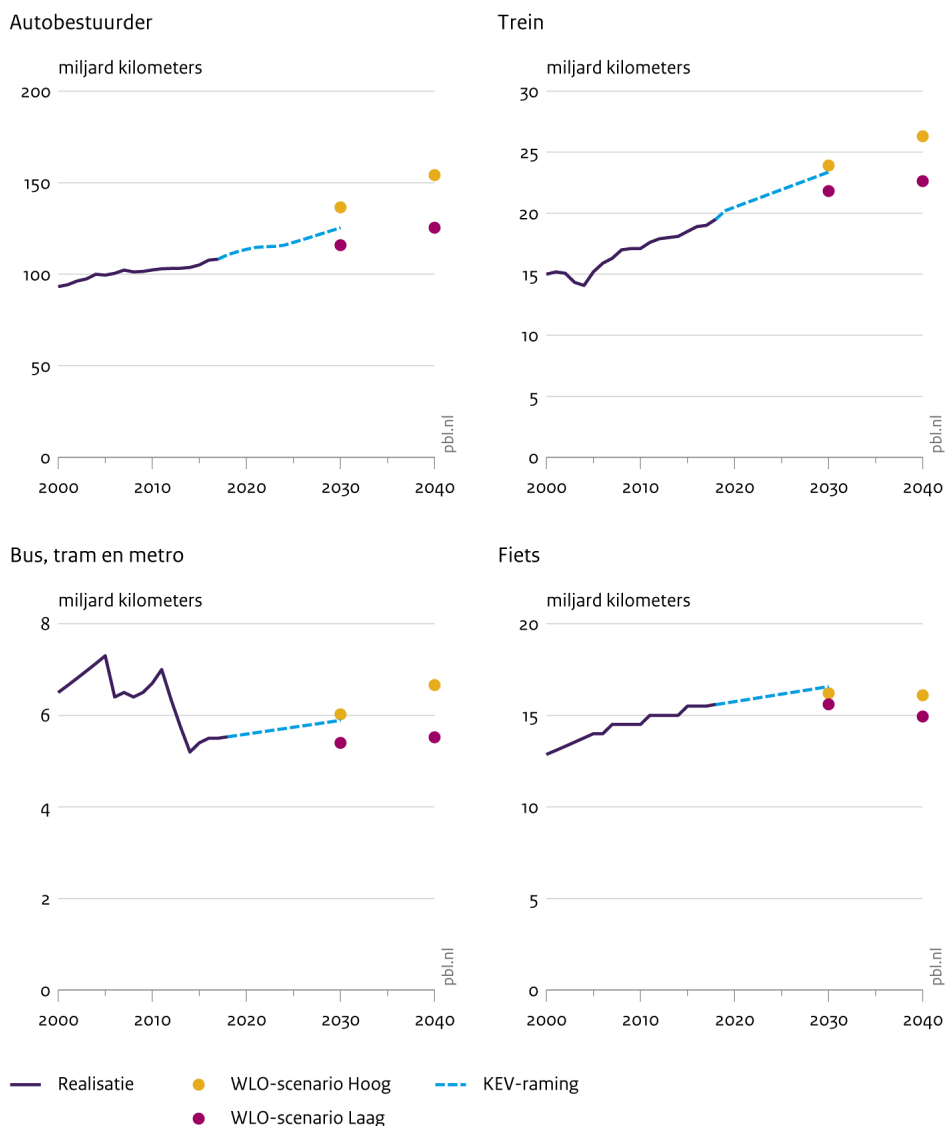 Autobestuurder
miljard kilometers
200
150
100
50
0
2000 2010 2020 2030 2040
pbl.nl
Trein
miljard kilometers
30
25
20
15
10
5
0
2000 2010 2020 2030 2040
pbl.nl
Bus, tram en metro
miljard kilometers
8
6
4
2
0
2000 2010 2020 2030 2040
pbl.nl
Fiets
miljard kilometers
20
15
10
5
0
2000 2010 2020 2030 2040
pbl.nl
Realisatie
WLO-scenario Hoog
KEV-raming
WLO-scenario Laag